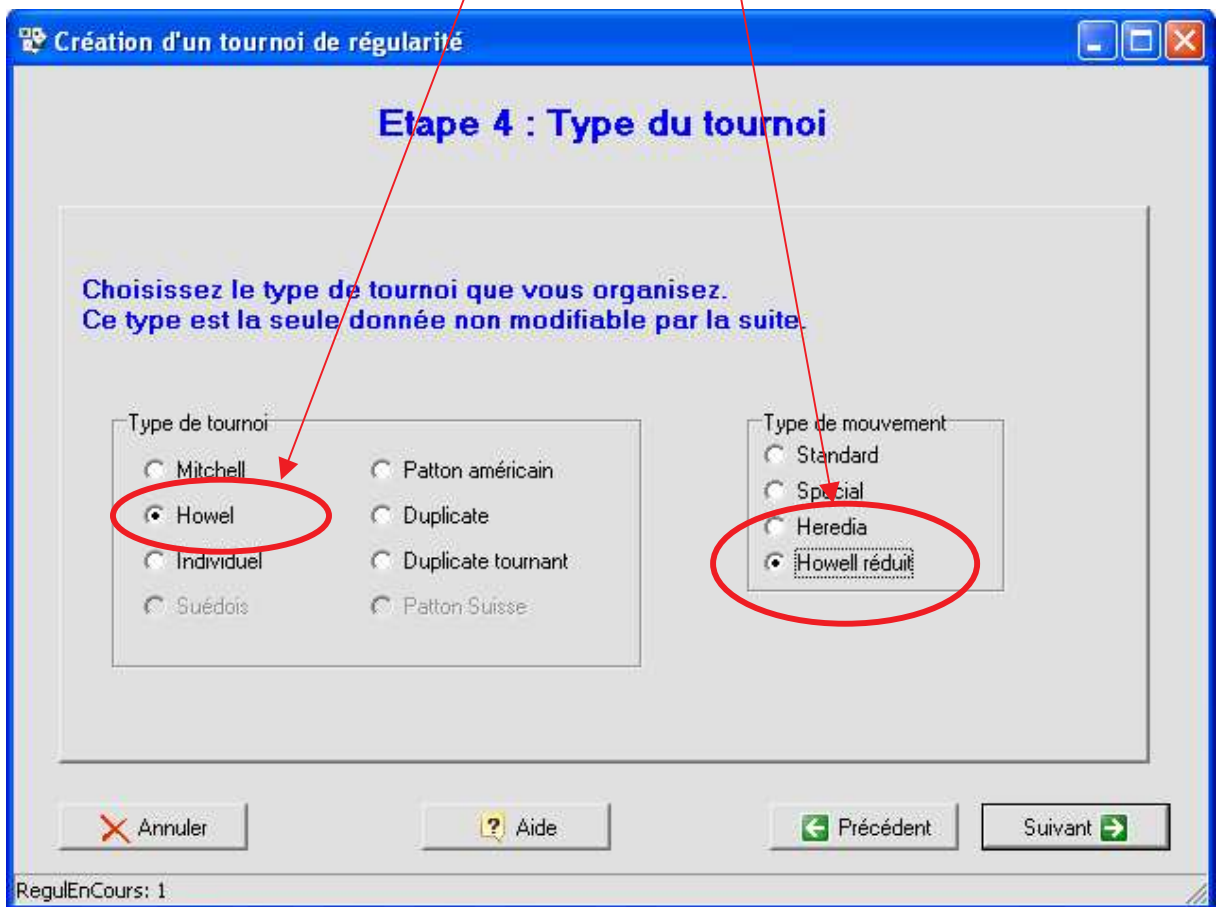 Création d'un tournoi de régularité
Etape 4 : Type du tournoi
Choisissez le type de tournoi que vous organisez.
Ce type est la seule donnée non modifiable par la suite.
Type de tournoi
Mitchell
Patton américain
Howel
Duplicate
Individuel
Duplicate tournant
Suédois
Patton Suisse
Type de mouvement
Standard
Spécial
Heredia
Howell réduit
Annuler
? Aide
Précédent
Suivant
RegulEnCours: 1